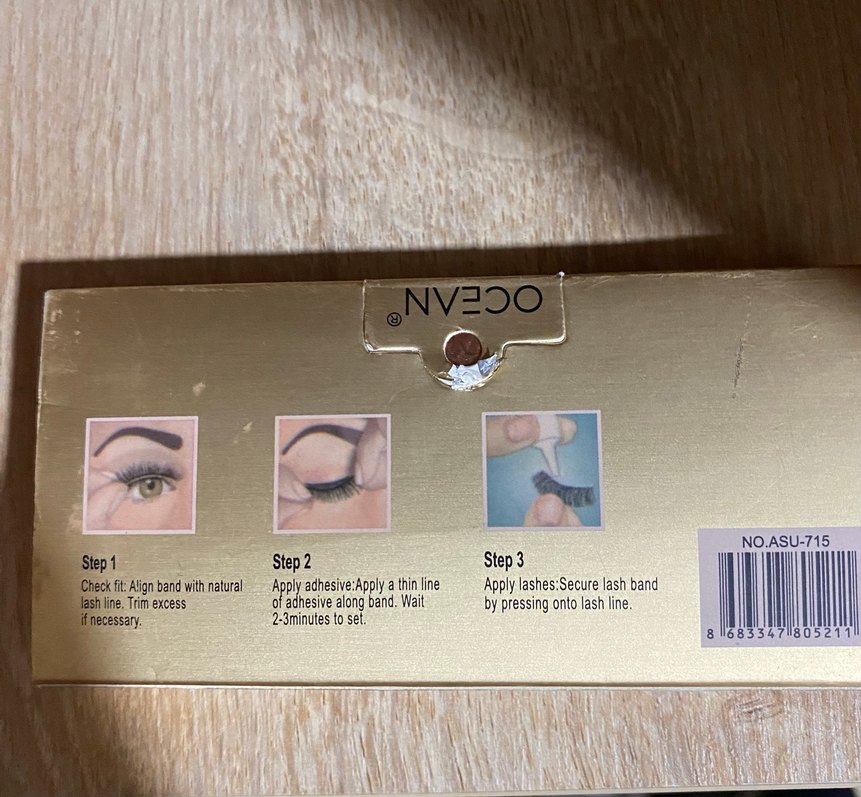 OCEAN®
Step 1
Check fit: Align band with natural
lash line. Trim excess
if necessary.
Step 2
Apply adhesive:Apply a thin line
of adhesive along band. Wait
2-3minutes to set.
Step 3
Apply lashes:Secure lash band
by pressing onto lash line.
NO.ASU-715
8 683347 805211